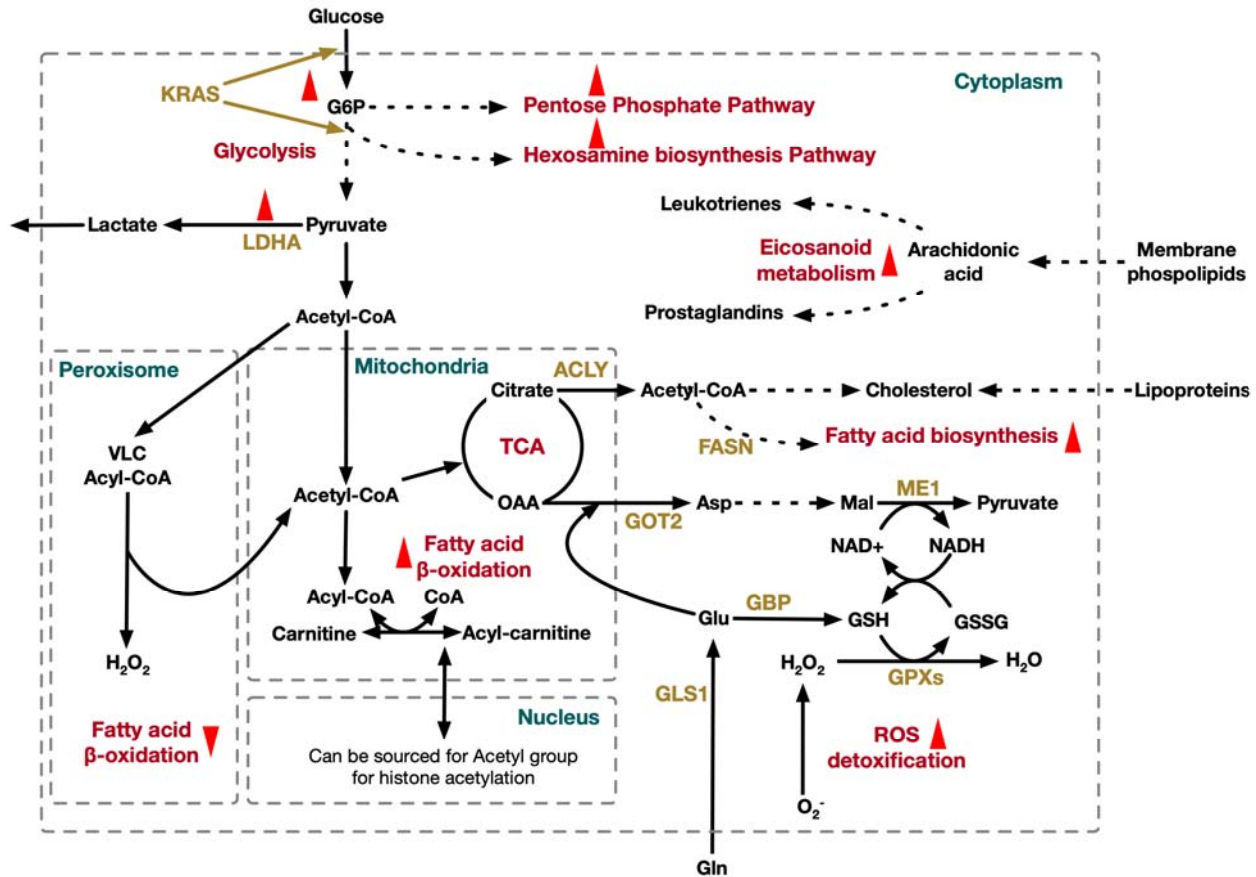 Glucose
Cytoplasm
KRAS
G6P
Pentose Phosphate Pathway
Glycolysis
Hexosamine biosynthesis Pathway
Lactate
LDHA
Pyruvate
Leukotrienes
Eicosanoid
metabolism
Arachidonic
acid
Membrane
phospolipids
Prostaglandins
Acetyl-CoA
Peroxisome
Mitochondria
Citrate
ACLY
Acetyl-CoA
Cholesterol
Lipoproteins
TCA
FASN
Fatty acid biosynthesis
VLC
Acyl-CoA
Acetyl-CoA
OAA
GOT2
Asp
Mal
ME1
Pyruvate
NAD+
NADH
Fatty acid
β-oxidation
Acyl-CoA
CoA
Carnitine
Acyl-carnitine
Glu
GBP
GSH
GSSG
H₂O₂
H₂O₂
GPXs
H₂O
GLS1
Nucleus
Fatty acid
β-oxidation
Can be sourced for Acetyl group
for histone acetylation
ROS
detoxification
O₂⁻
Gln